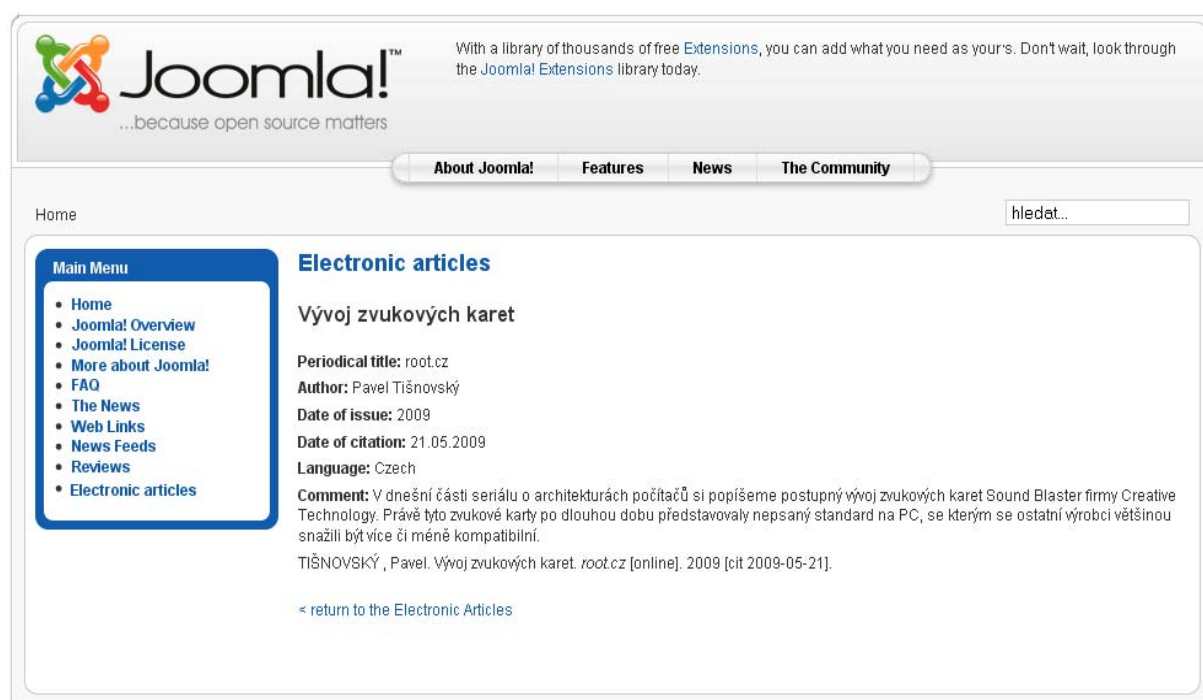 Joomla!™
...because open source matters
With a library of thousands of free Extensions, you can add what you need as your's. Don't wait, look through
the Joomla! Extensions library today.
About Joomla! Features News The Community
Home
hledat...
Main Menu
Home
Joomla! Overview
Joomla! License
More about Joomla!
FAQ
The News
Web Links
News Feeds
Reviews
Electronic articles
Electronic articles
Vývoj zvukových karet
Periodical title: root.cz
Author: Pavel Tišnovský
Date of issue: 2009
Date of citation: 21.05.2009
Language: Czech
Comment: V dnešní části seriálu o architekturách počítačů si popíšeme postupný vývoj zvukových karet Sound Blaster firmy Creative
Technology. Právě tyto zvukové karty po dlouhou dobu představovaly nepsaný standard na PC, se kterým se ostatní výrobci většinou
snažili být více či méně kompatibilní.
TIŠNOVSKÝ , Pavel. Vývoj zvukových karet. root.cz [online]. 2009 [cit 2009-05-21].
< return to the Electronic Articles